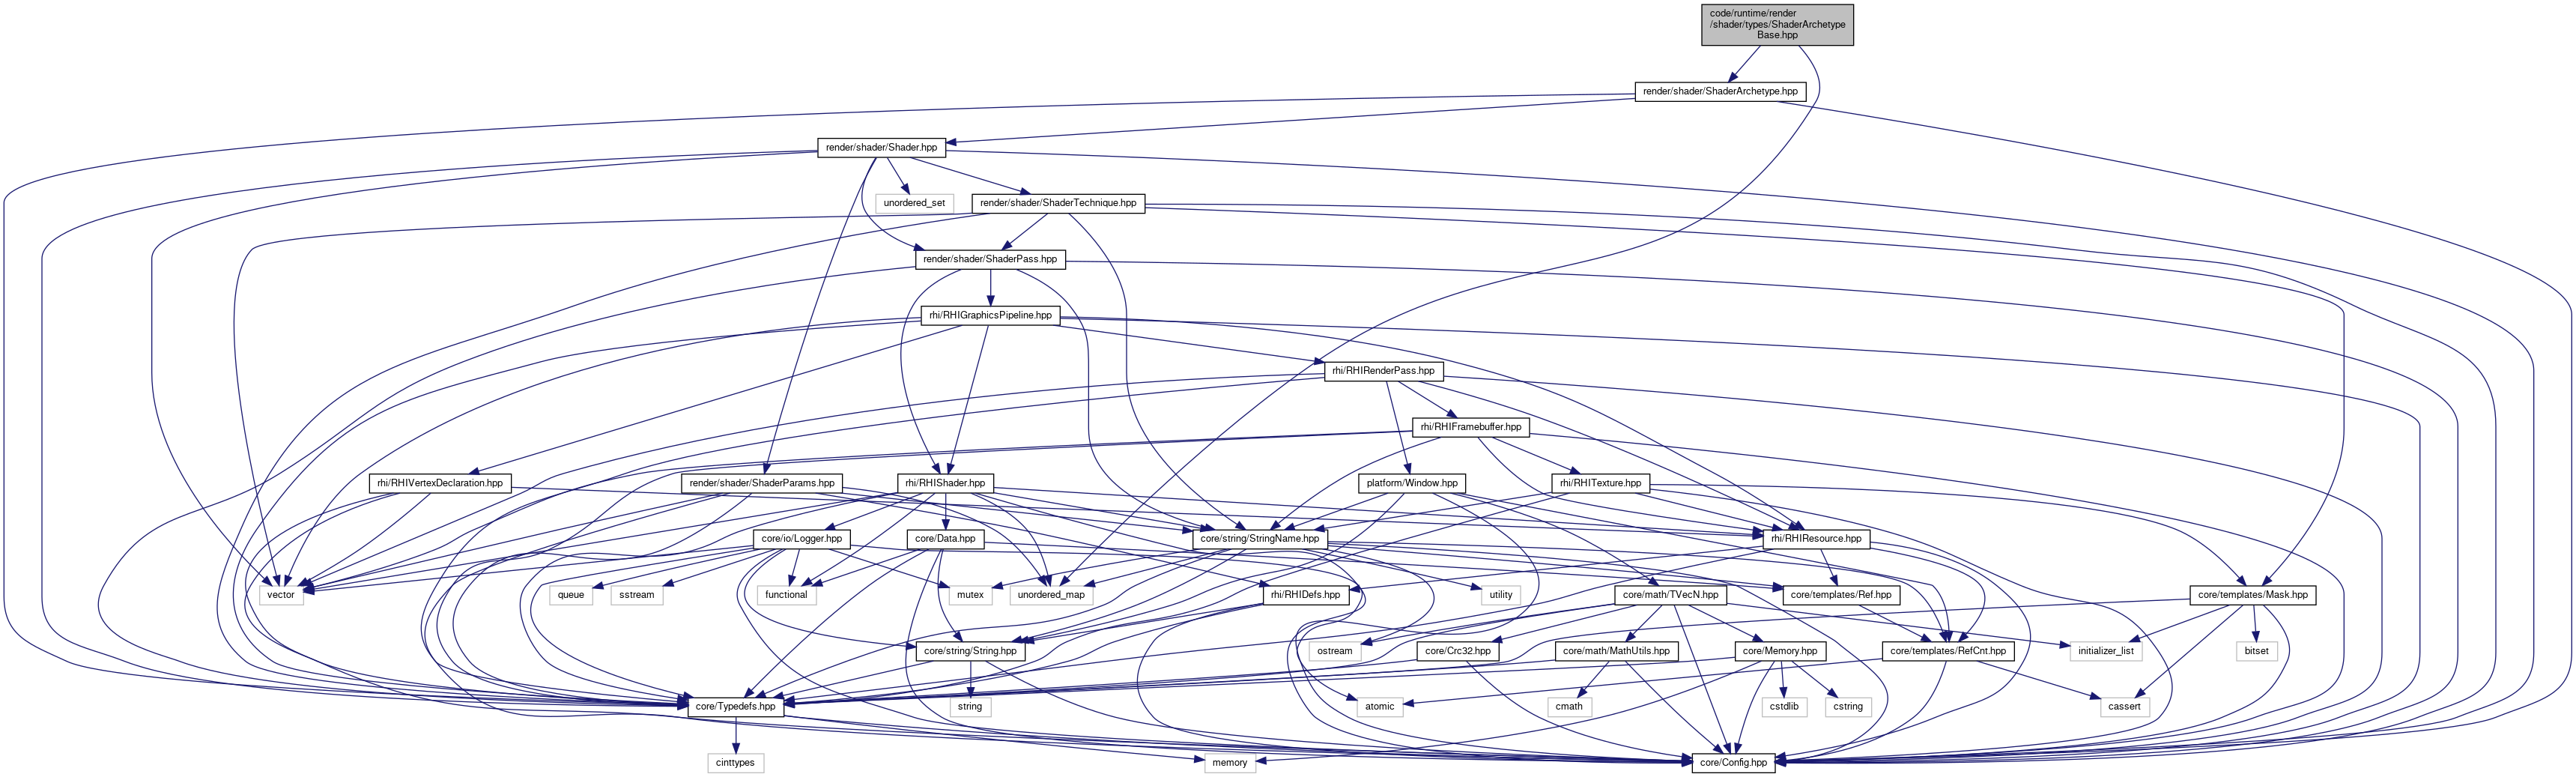 code/runtime/render
/shader/types/ShaderArchetype
Base.hpp
render/shader/ShaderArchetype.hpp
render/shader/Shader.hpp
unordered_set
render/shader/ShaderTechnique.hpp
render/shader/ShaderPass.hpp
rhi/RHIGraphicsPipeline.hpp
rhi/RHIRenderPass.hpp
rhi/RHIFramebuffer.hpp
rhi/RHIVertexDeclaration.hpp
render/shader/ShaderParams.hpp
rhi/RHIShader.hpp
platform/Window.hpp
rhi/RHITexture.hpp
core/io/Logger.hpp
core/Data.hpp
core/string/StringName.hpp
rhi/RHIResource.hpp
vector
queue
sstream
functional
mutex
unordered_map
rhi/RHIDefs.hpp
utility
core/math/TVecN.hpp
core/templates/Ref.hpp
core/templates/Mask.hpp
core/string/String.hpp
ostream
core/Crc32.hpp
core/math/MathUtils.hpp
core/Memory.hpp
core/templates/RefCnt.hpp
initializer_list
bitset
core/Typedefs.hpp
string
atomic
cmath
cstdlib
cstring
cassert
cinttypes
memory
core/Config.hpp